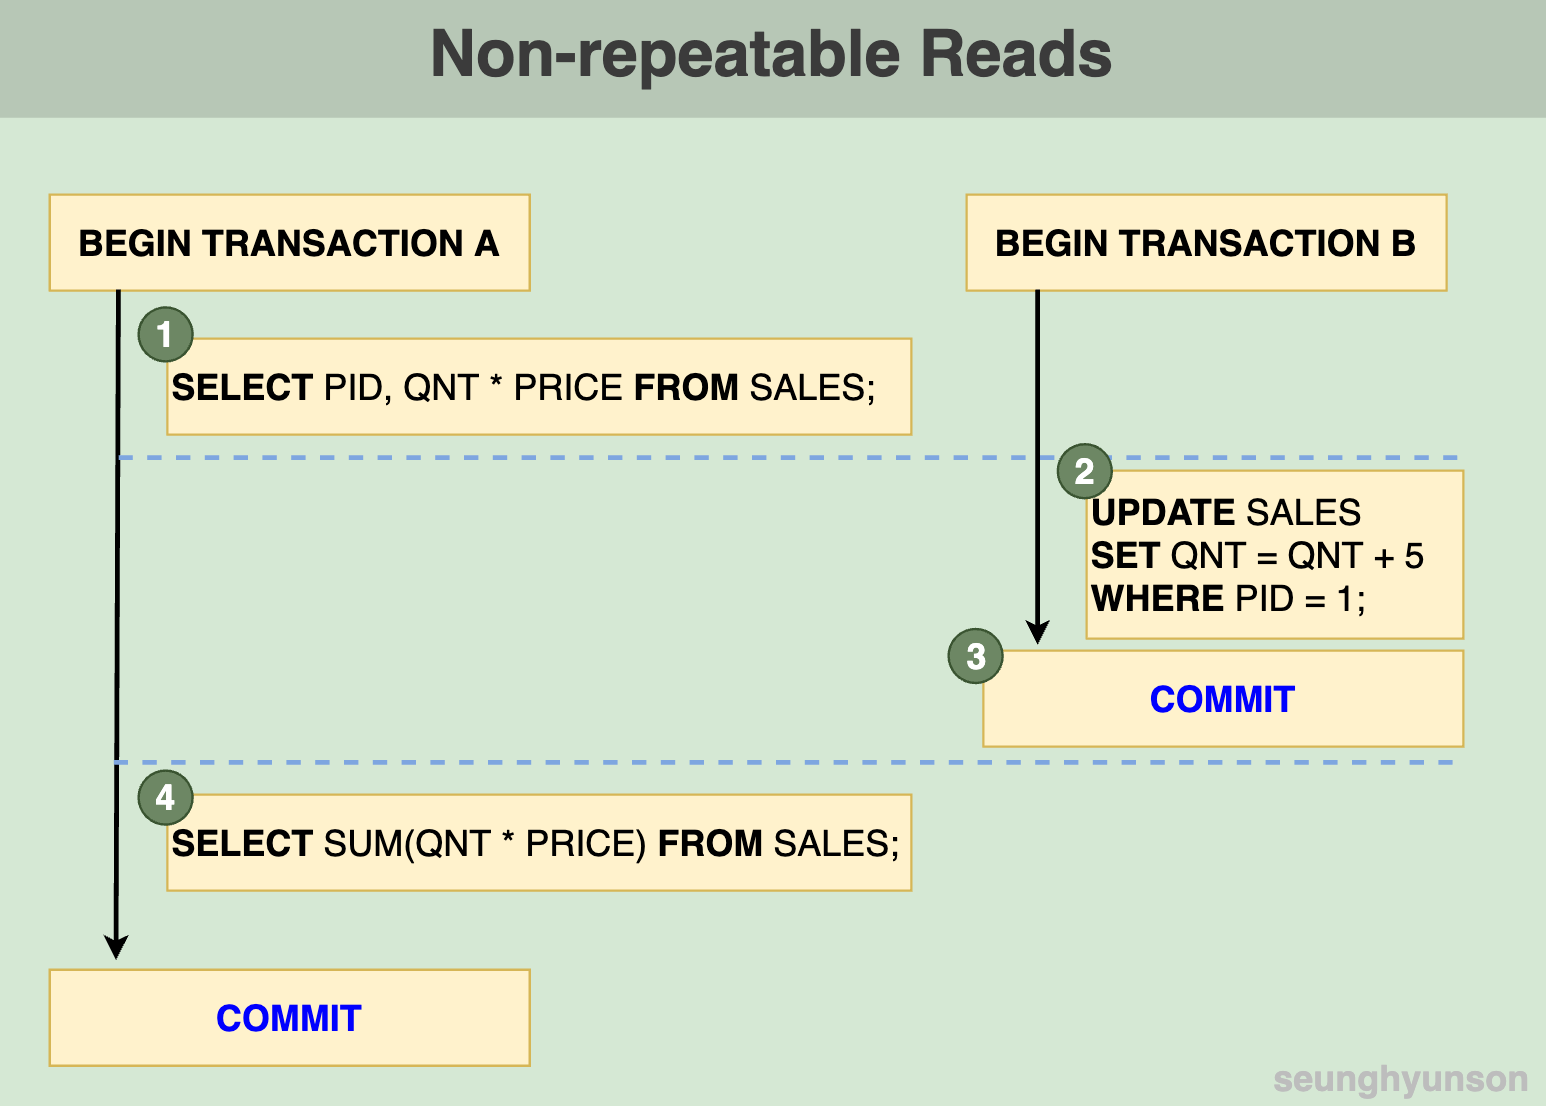 Non-repeatable Reads
BEGIN TRANSACTION A
BEGIN TRANSACTION B
1
SELECT PID, QNT * PRICE FROM SALES;
2
UPDATE SALES
SET QNT = QNT + 5
WHERE PID = 1;
3
COMMIT
4
SELECT SUM(QNT * PRICE) FROM SALES;
COMMIT
seunghyunson